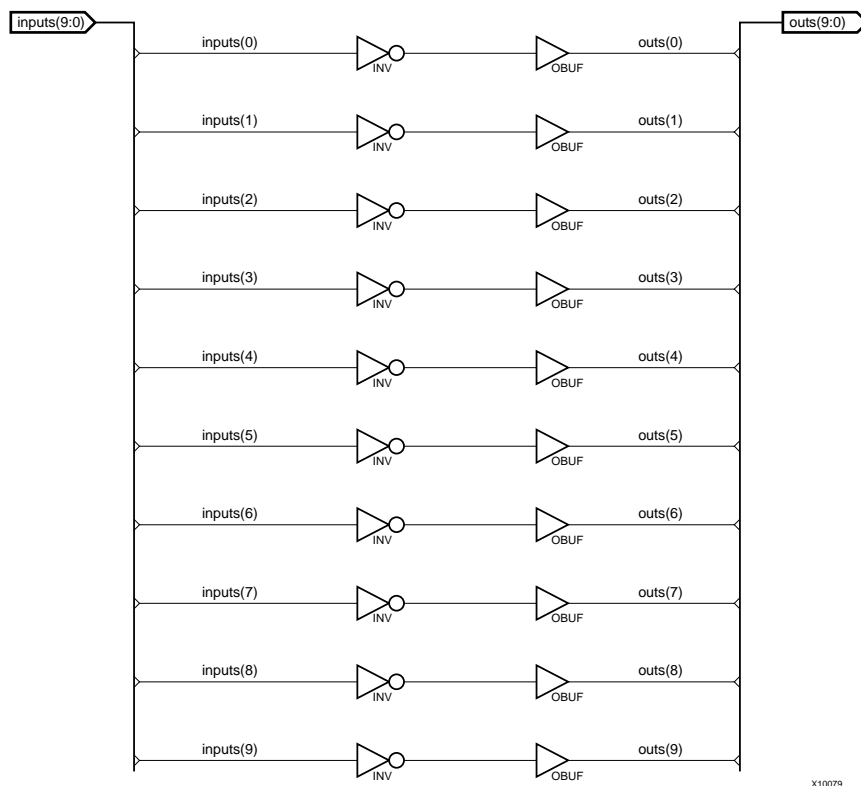 inputs(9:0) outs(9:0)
inputs(0) INV OBUF outs(0)
inputs(1) INV OBUF outs(1)
inputs(2) INV OBUF outs(2)
inputs(3) INV OBUF outs(3)
inputs(4) INV OBUF outs(4)
inputs(5) INV OBUF outs(5)
inputs(6) INV OBUF outs(6)
inputs(7) INV OBUF outs(7)
inputs(8) INV OBUF outs(8)
inputs(9) INV OBUF outs(9)
X10079